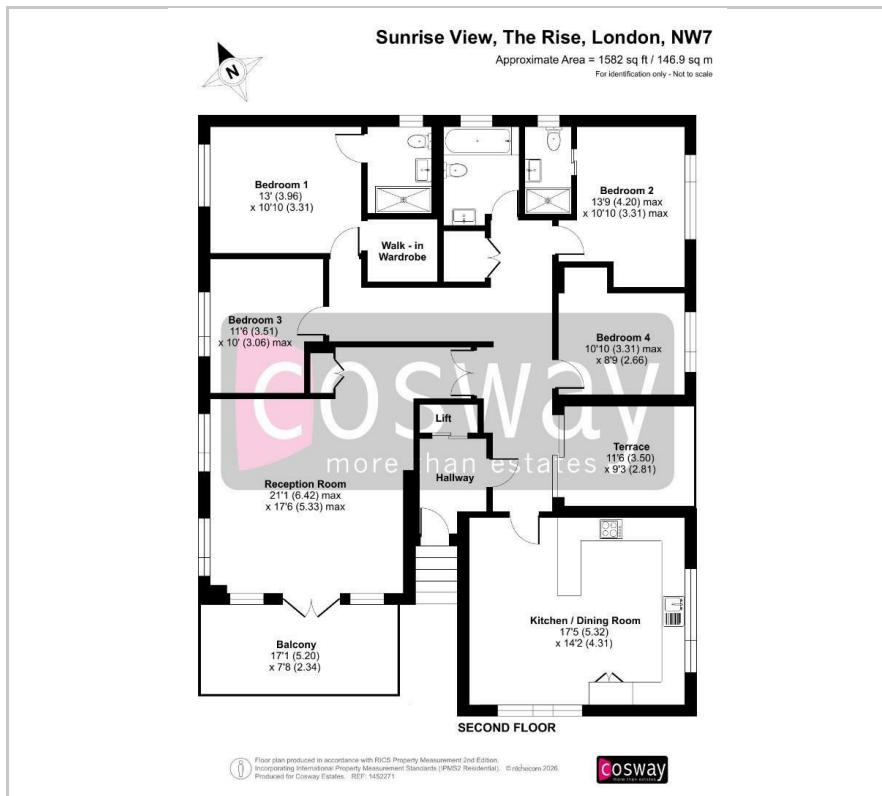 Sunrise View, The Rise, London, NW7
Approximate Area = 1582 sq ft / 146.9 sq m
For identification only - Not to scale
N
Bedroom 1
13' (3.96)
x 10'10 (3.31)
Bedroom 2
13'9 (4.20) max
x 10'10 (3.31) max
Walk - in
Wardrobe
Bedroom 3
11'6 (3.51)
x 10' (3.06) max
Bedroom 4
10'10 (3.31) max
x 8'9 (2.66)
cosway
more than estates
Lift
Hallway
Terrace
11'6 (3.50)
x 9'3 (2.81)
Reception Room
21'1 (6.42) max
x 17'6 (5.33) max
Kitchen / Dining Room
17'5 (5.32)
x 14'2 (4.31)
Balcony
17'1 (5.20)
x 7'8 (2.34)
SECOND FLOOR
Floor plan produced in accordance with RICS Property Measurement 2nd Edition.
Incorporating International Property Measurement Standards (IPMS2 Residential). © nichecom 2026.
Produced for Cosway Estates. REF: 1452271
cosway
more than estates